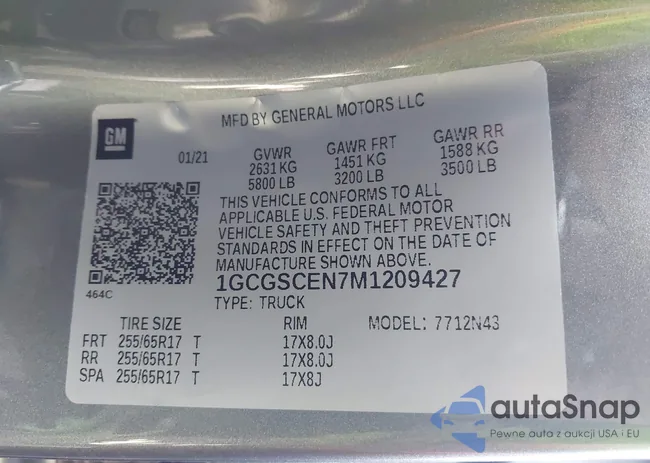 MFD BY GENERAL MOTORS LLC
GM
01/21
GVWR GAWR FRT GAWR RR
2631 KG 1451 KG 1588 KG
5800 LB 3200 LB 3500 LB
THIS VEHICLE CONFORMS TO ALL
APPLICABLE U.S. FEDERAL MOTOR
VEHICLE SAFETY AND THEFT PREVENTION
STANDARDS IN EFFECT ON THE DATE OF
MANUFACTURE SHOWN ABOVE.
464C
1GCGSCEN7M1209427
TYPE: TRUCK
TIRE SIZE RIM MODEL: 7712N43
FRT 255/65R17 T 17X8.0J
RR 255/65R17 T 17X8.0J
SPA 255/65R17 T 17X8J
autaSnap
Pewne auta z aukcji USA i EU